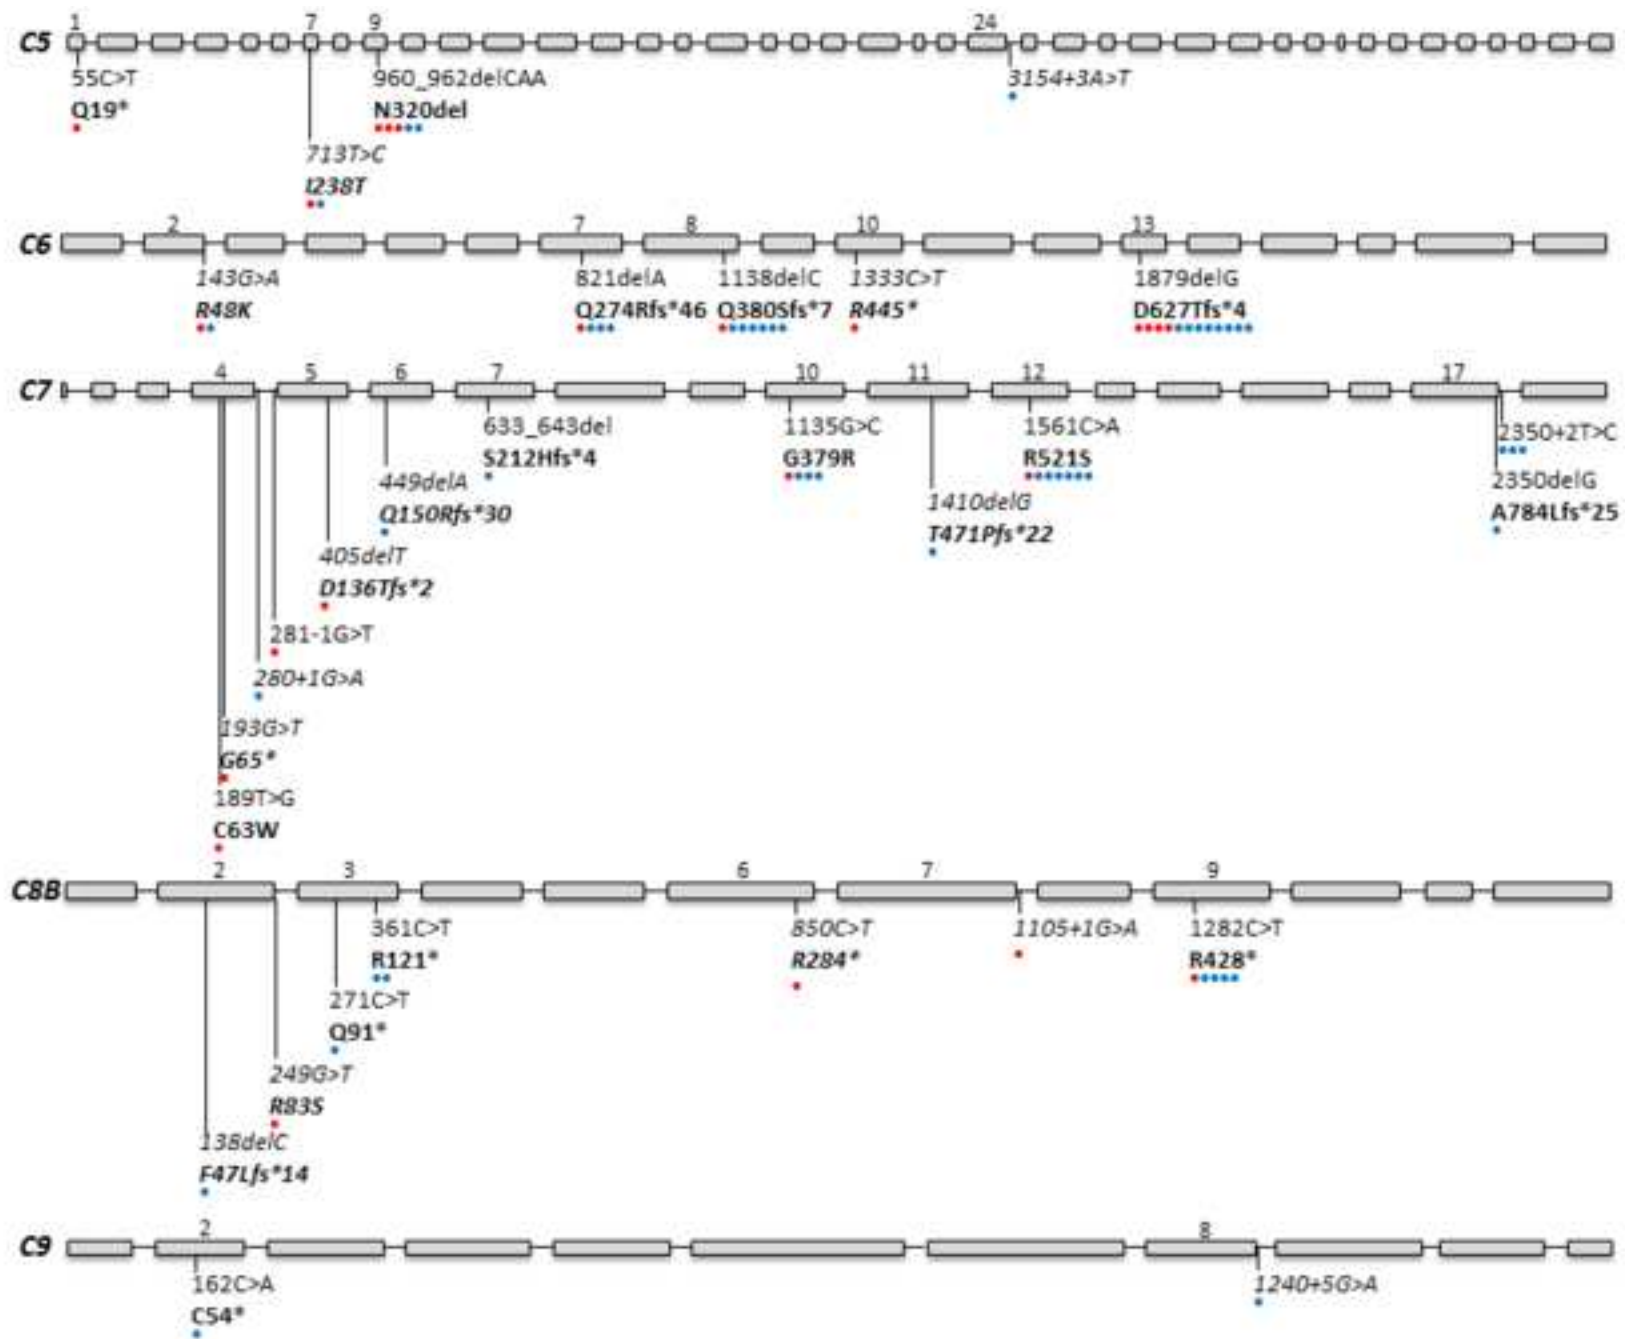 1 7 9 24
C5
55C>T 960_962delCAA 3154+3A>T
Q19* N320del
713T>C
I238T
2 7 8 10 13
C6
143G>A 821delA 1138delC 1333C>T 1879delG
R48K Q274Rfs*46 Q380Sfs*7 R445* D627Tfs*4
4 5 6 7 10 11 12 17
C7
633_643del 1135G>C 1561C>A 2350+2T>C
S212Hfs*4 G379R R521S
449delA 1410delG 2350delG
Q150Rfs*30 T471Pfs*22 A784Lfs*25
405delT
D136Tfs*2
281-1G>T
280+1G>A
193G>T
G65*
189T>G
C63W
2 3 6 7 9
C8B
361C>T 850C>T 1105+1G>A 1282C>T
R121* R284* R428*
271C>T
Q91*
249G>T
R83S
138delC
F47Lfs*14
2 8
C9
162C>A 1240+5G>A
C54*